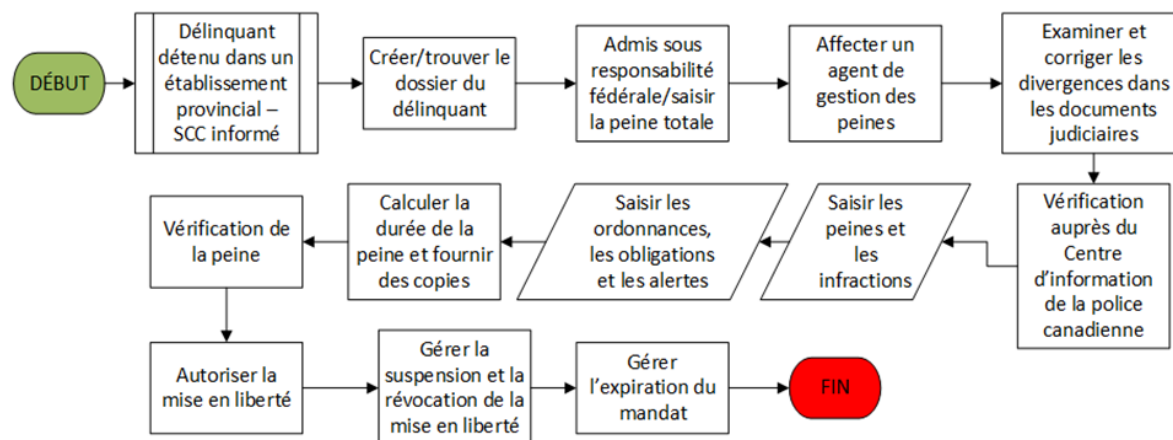 DÉBUT
Délinquant
détenu dans un
établissement
provincial –
SCC informé
Créer/trouver le
dossier du
délinquant
Admis sous
responsabilité
fédérale/saisir
la peine totale
Affecter un
agent de
gestion des
peines
Examiner et
corriger les
divergences dans
les documents
judiciaires
Vérification
auprès du
Centre
d’information
de la police
canadienne
Saisir les
peines et
les
infractions
Saisir les
ordonnances,
les obligations
et les alertes
Calculer la
durée de la
peine et fournir
des copies
Vérification de
la peine
Autoriser la
mise en liberté
Gérer la
suspension et la
révocation de la
mise en liberté
Gérer
l’expiration du
mandat
FIN